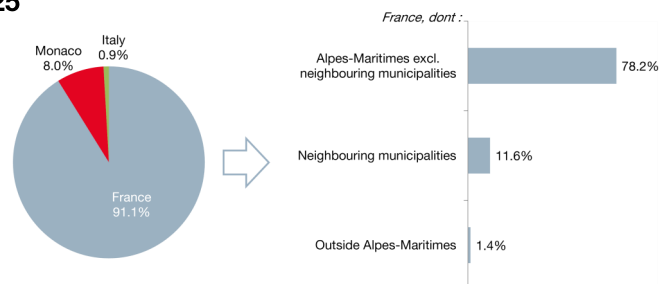 25
France, dont :
Italy
0.9%
Monaco
8.0%
France
91.1%
Alpes-Maritimes excl.
neighbouring municipalities
78.2%
Neighbouring municipalities
11.6%
Outside Alpes-Maritimes
1.4%